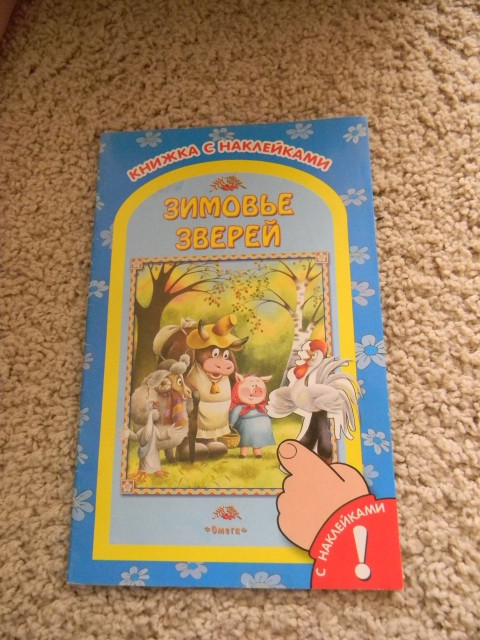 КНИЖКА С НАКЛЕЙКАМИ
ЗИМОВЬЕ
ЗВЕРЕЙ
Омега
С НАКЛЕЙКАМИ
!